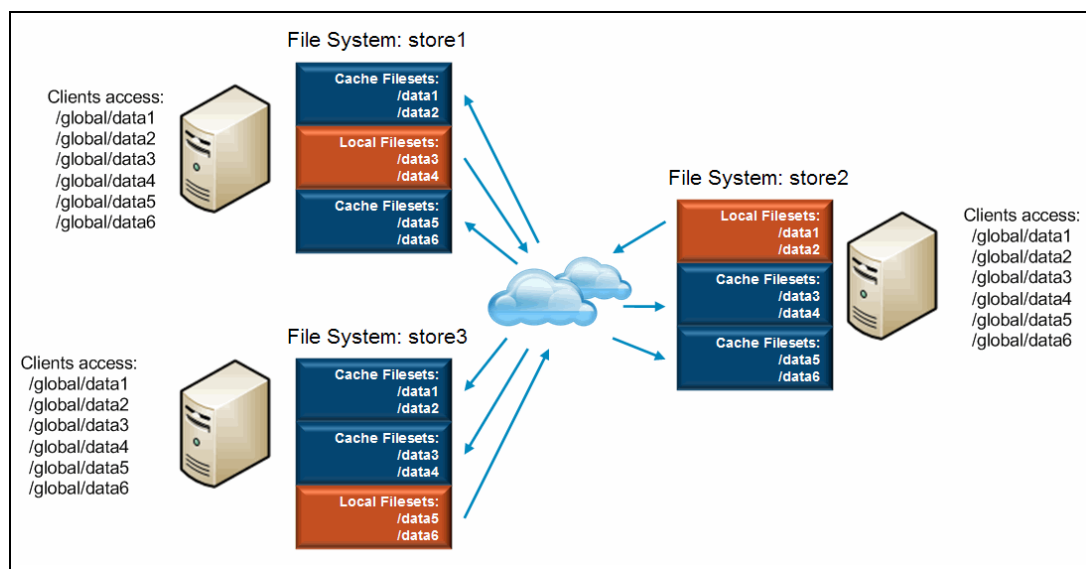 File System: store1
Clients access:
/global/data1
/global/data2
/global/data3
/global/data4
/global/data5
/global/data6
Cache Filesets:
/data1
/data2
Local Filesets:
/data3
/data4
Cache Filesets:
/data5
/data6
File System: store2
Local Filesets:
/data1
/data2
Cache Filesets:
/data3
/data4
Cache Filesets:
/data5
/data6
Clients access:
/global/data1
/global/data2
/global/data3
/global/data4
/global/data5
/global/data6
File System: store3
Clients access:
/global/data1
/global/data2
/global/data3
/global/data4
/global/data5
/global/data6
Cache Filesets:
/data1
/data2
Cache Filesets:
/data3
/data4
Local Filesets:
/data5
/data6